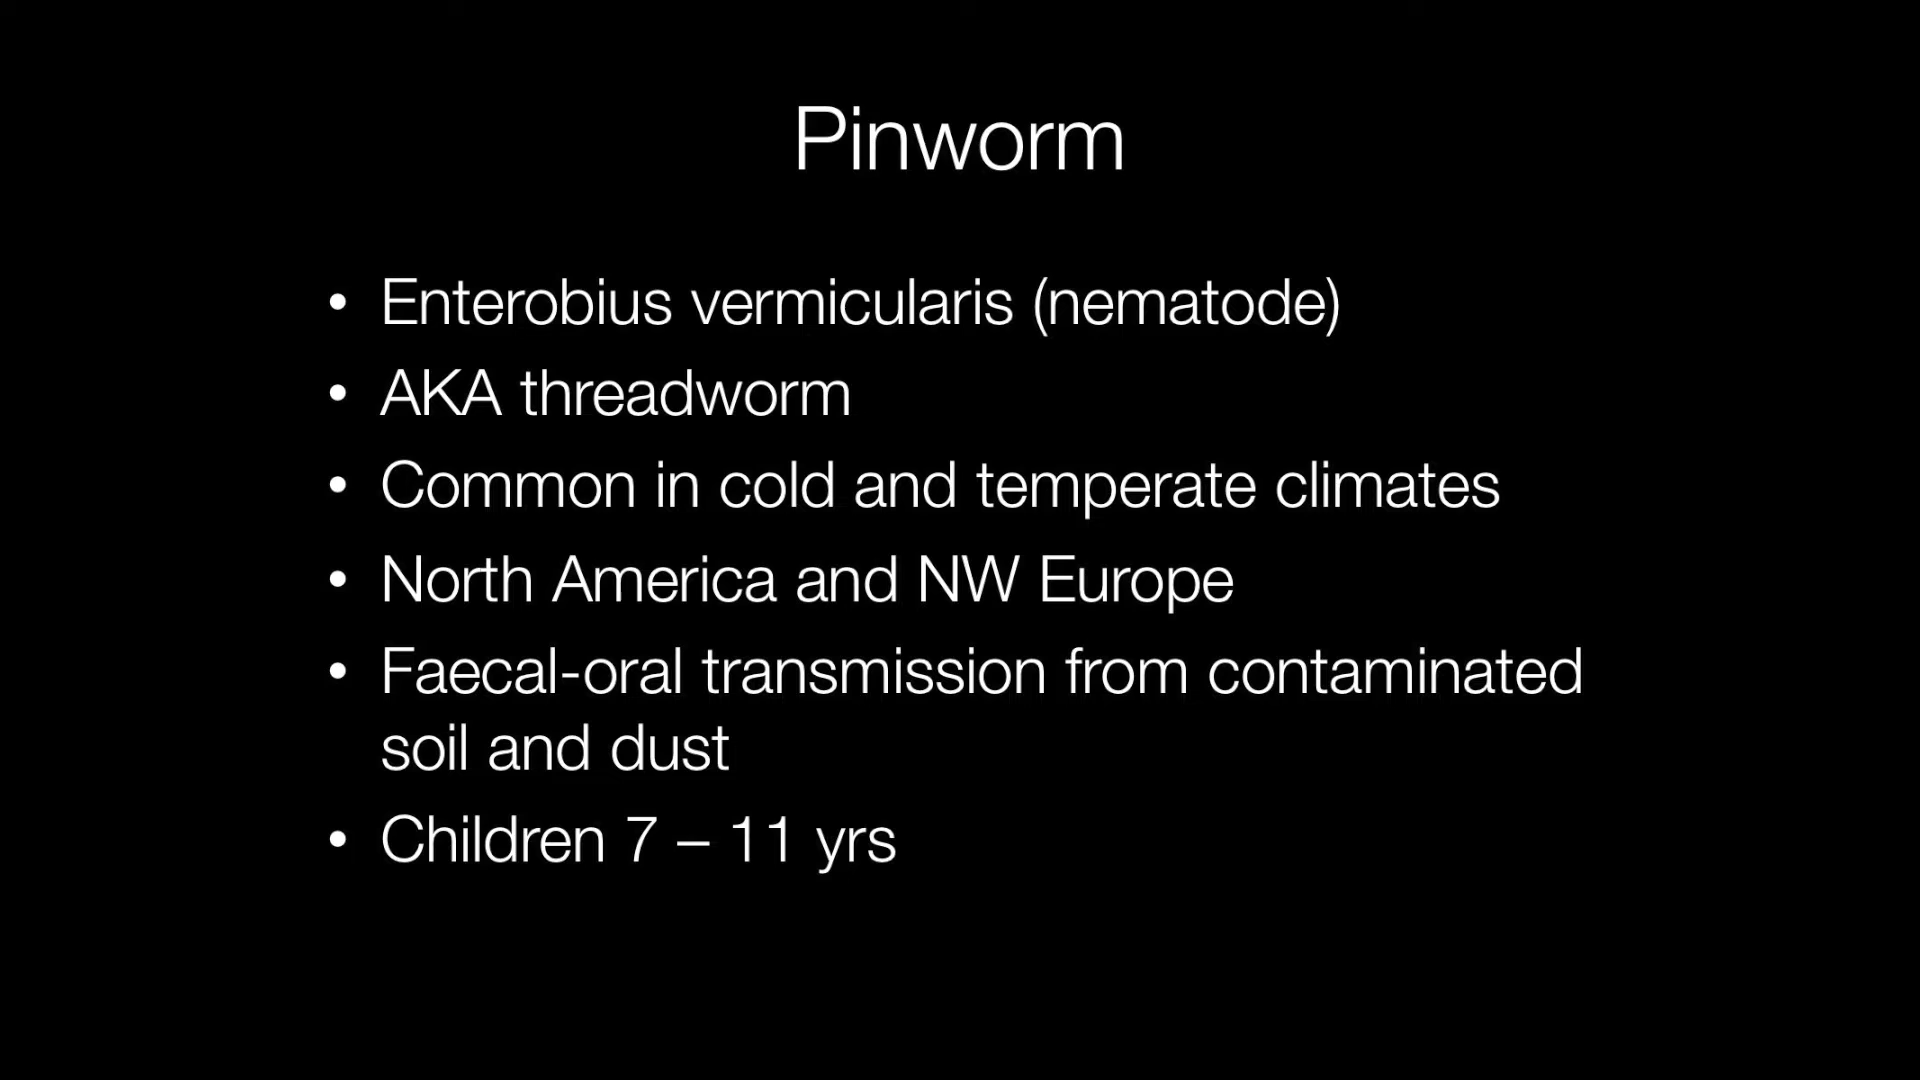 Pinworm
• Enterobius vermicularis (nematode)
• AKA threadworm
• Common in cold and temperate climates
• North America and NW Europe
• Faecal-oral transmission from contaminated
soil and dust
• Children 7 – 11 yrs